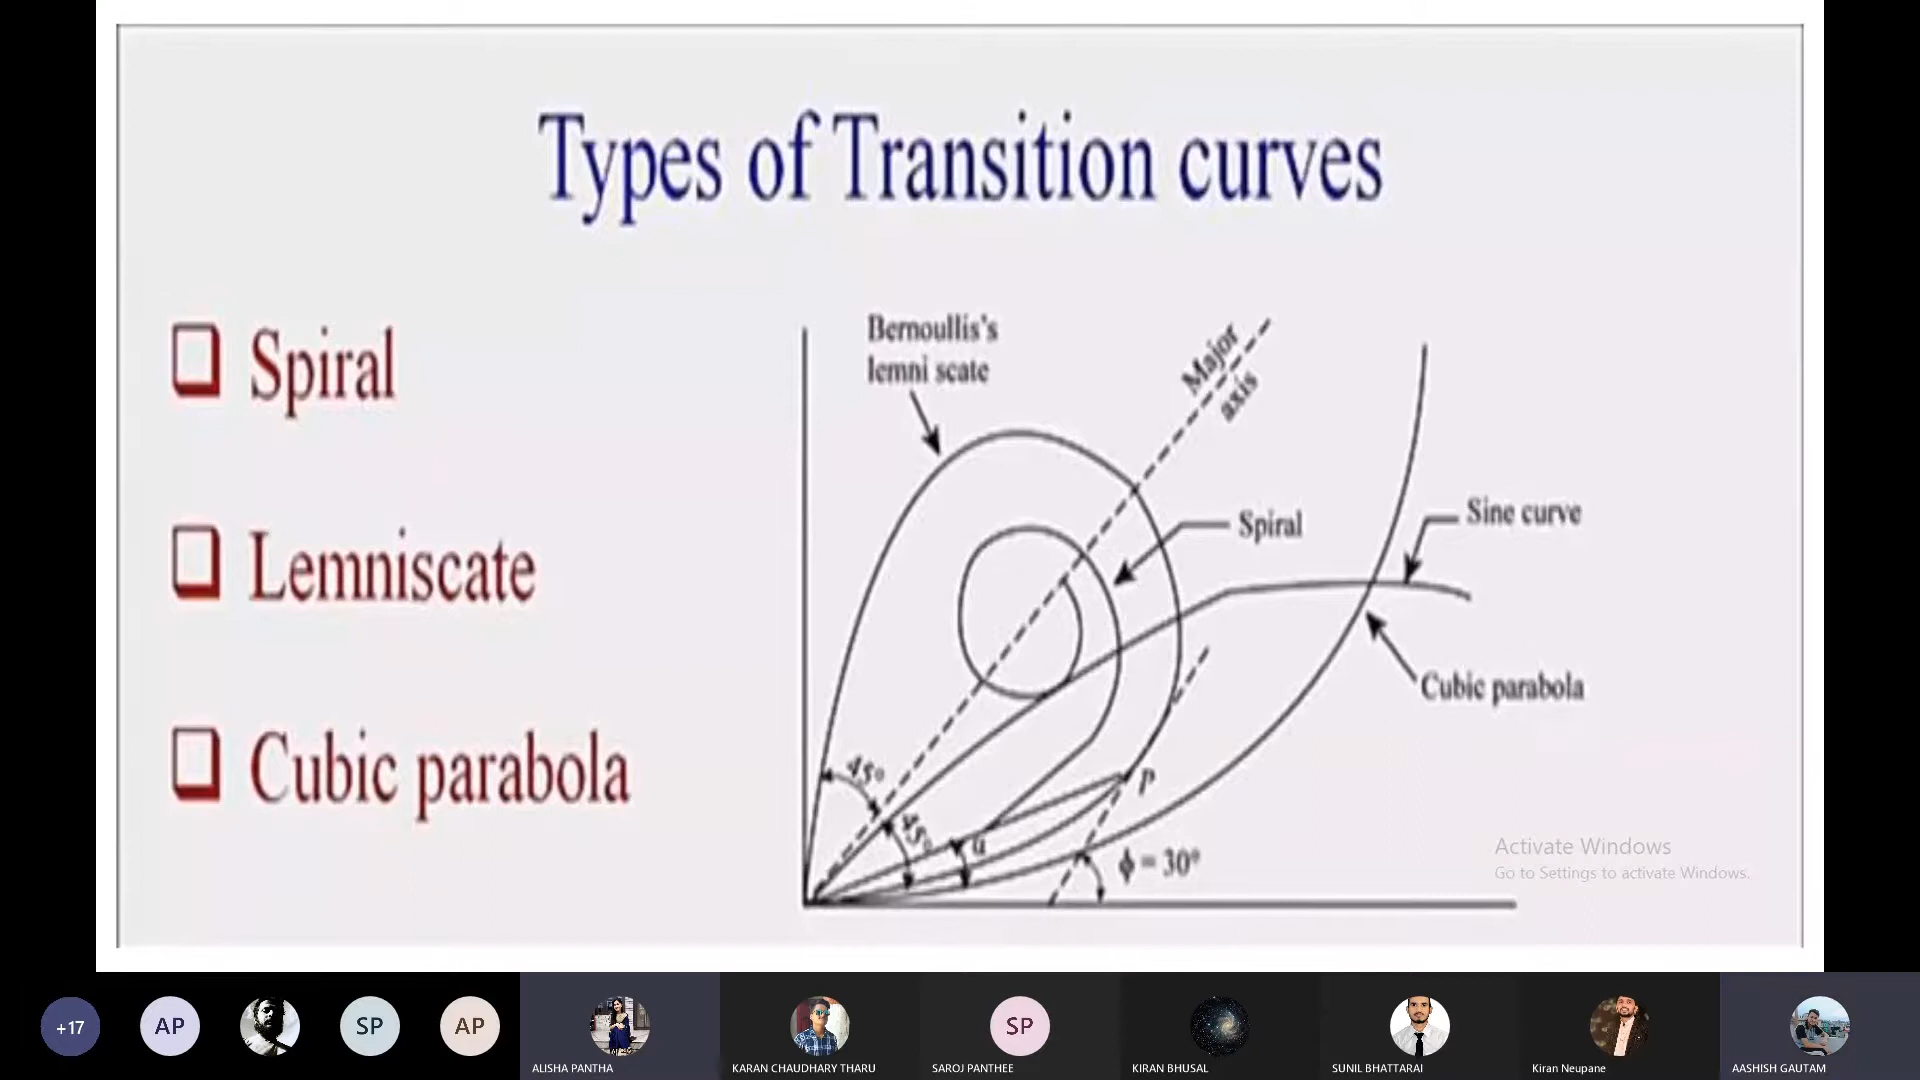 Types of Transition curves
Spiral
Lemniscate
Cubic parabola
Bernoullis's
lemni scate
Major
axis
Spiral
Sine curve
Cubic parabola
45°
45°
α
P
ϕ = 30°
Activate Windows
Go to Settings to activate Windows.
+17
AP
SP
AP
SP
ALISHA PANTHA
KARAN CHAUDHARY THARU
SAROJ PANTHEE
KIRAN BHUSAL
SUNIL BHATTARAI
Kiran Neupane
AASHISH GAUTAM